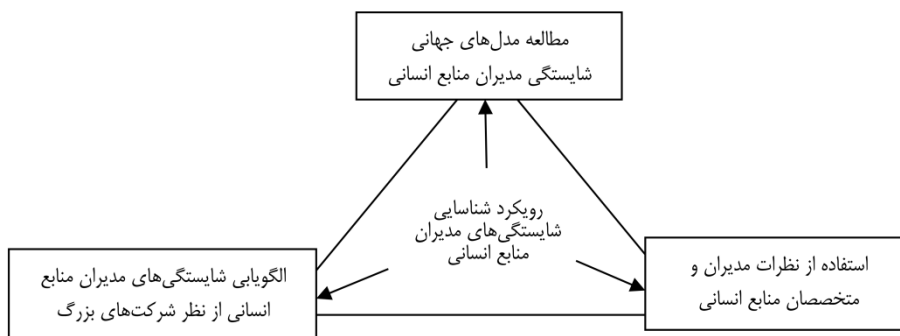 مطالعه مدل‌های جهانی
شایستگی مدیران منابع انسانی
رویکرد شناسایی
شایستگی‌های مدیران
منابع انسانی
استفاده از نظرات مدیران و
متخصصان منابع انسانی
الگویابی شایستگی‌های مدیران منابع
انسانی از نظر شرکت‌های بزرگ